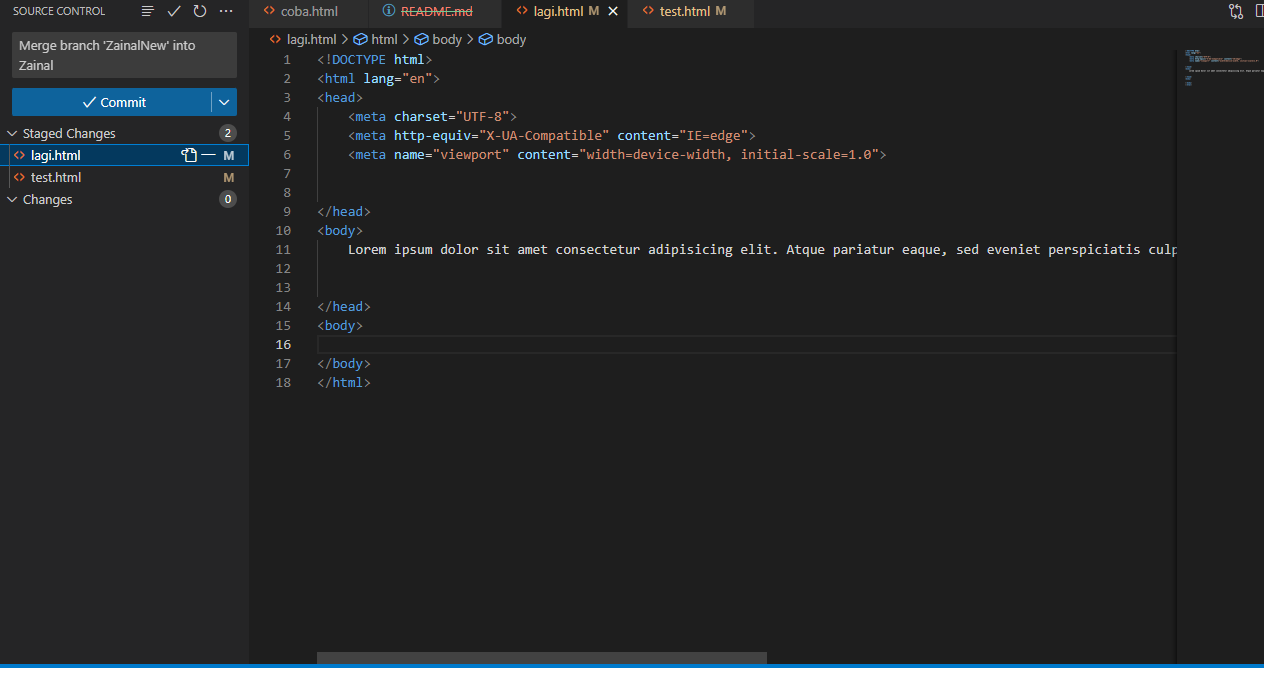 SOURCE CONTROL
Merge branch 'ZainalNew' into
Zainal
Commit
Staged Changes 2
lagi.html M
test.html M
Changes 0
coba.html README.md lagi.html M test.html M
lagi.html > html > body > body
1 <!DOCTYPE html>
2 <html lang="en">
3 <head>
4 <meta charset="UTF-8">
5 <meta http-equiv="X-UA-Compatible" content="IE=edge">
6 <meta name="viewport" content="width=device-width, initial-scale=1.0">
7
8
9 </head>
10 <body>
11 Lorem ipsum dolor sit amet consectetur adipisicing elit. Atque pariatur eaque, sed eveniet perspiciatis culp
12
13
14 </head>
15 <body>
16
17 </body>
18 </html>